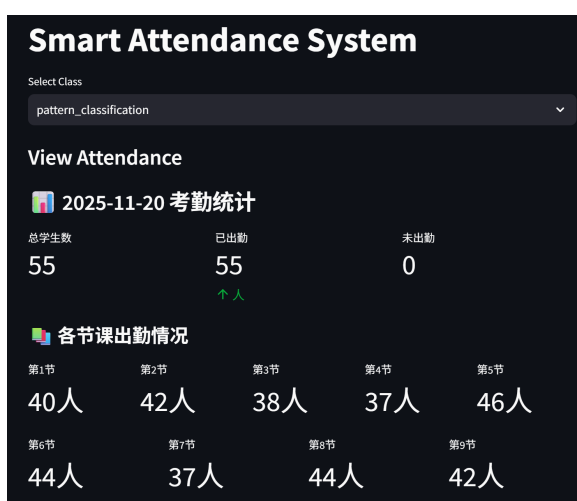 Smart Attendance System
Select Class
pattern_classification
View Attendance
2025-11-20 考勤统计
总学生数 已出勤 未出勤
55 55 0
↑ 人
各节课出勤情况
第1节 第2节 第3节 第4节 第5节
40人 42人 38人 37人 46人
第6节 第7节 第8节 第9节
44人 37人 44人 42人